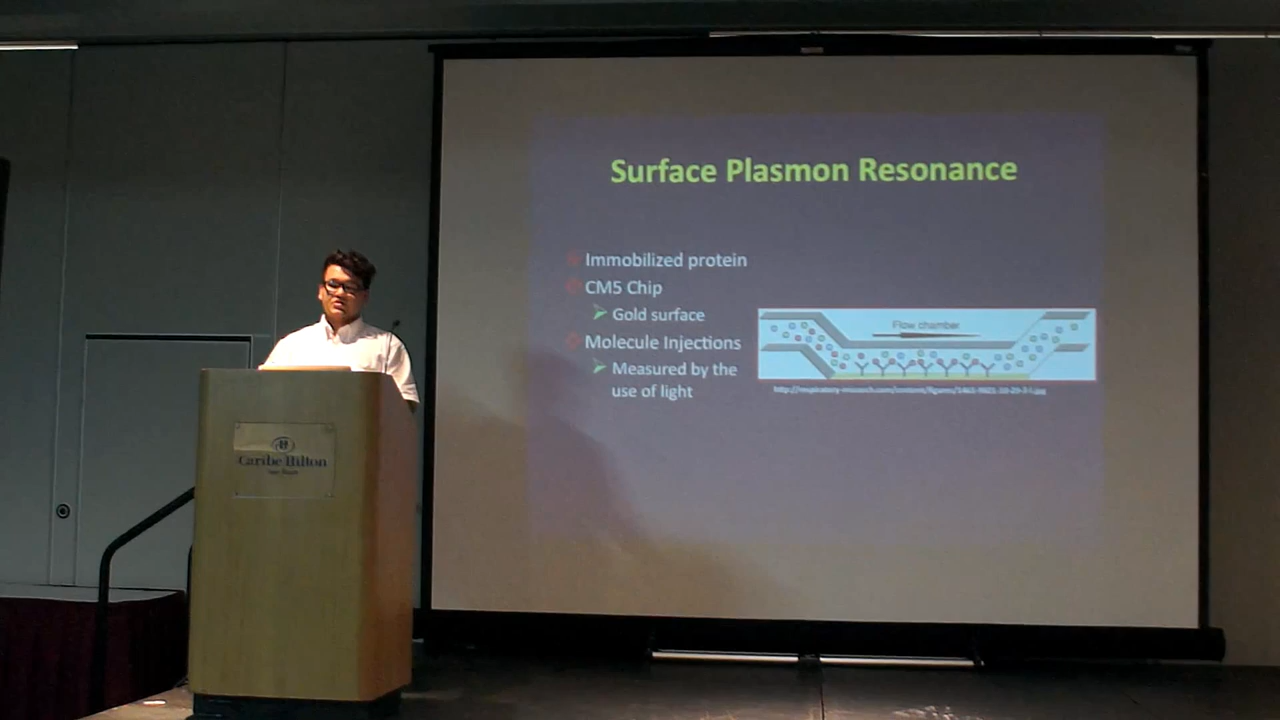 Surface Plasmon Resonance
Immobilized protein
CM5 Chip
Gold surface
Molecule Injections
Measured by the
use of light
Flow chamber
Caribe Hilton